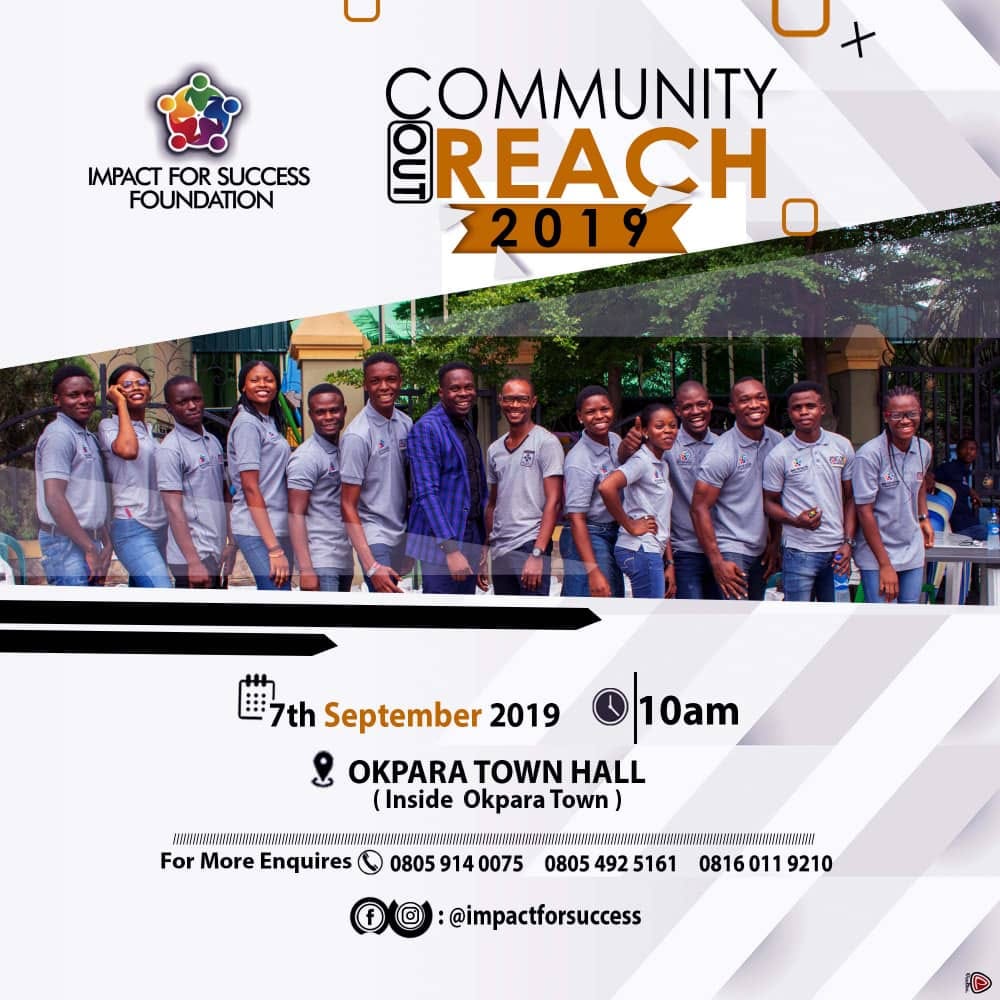 IMPACT FOR SUCCESS
FOUNDATION
COMMUNITY
OUT
REACH
2019
7th September 2019
10am
OKPARA TOWN HALL
( Inside Okpara Town )
For More Enquires 0805 914 0075 0805 492 5161 0816 011 9210
: @impactforsuccess